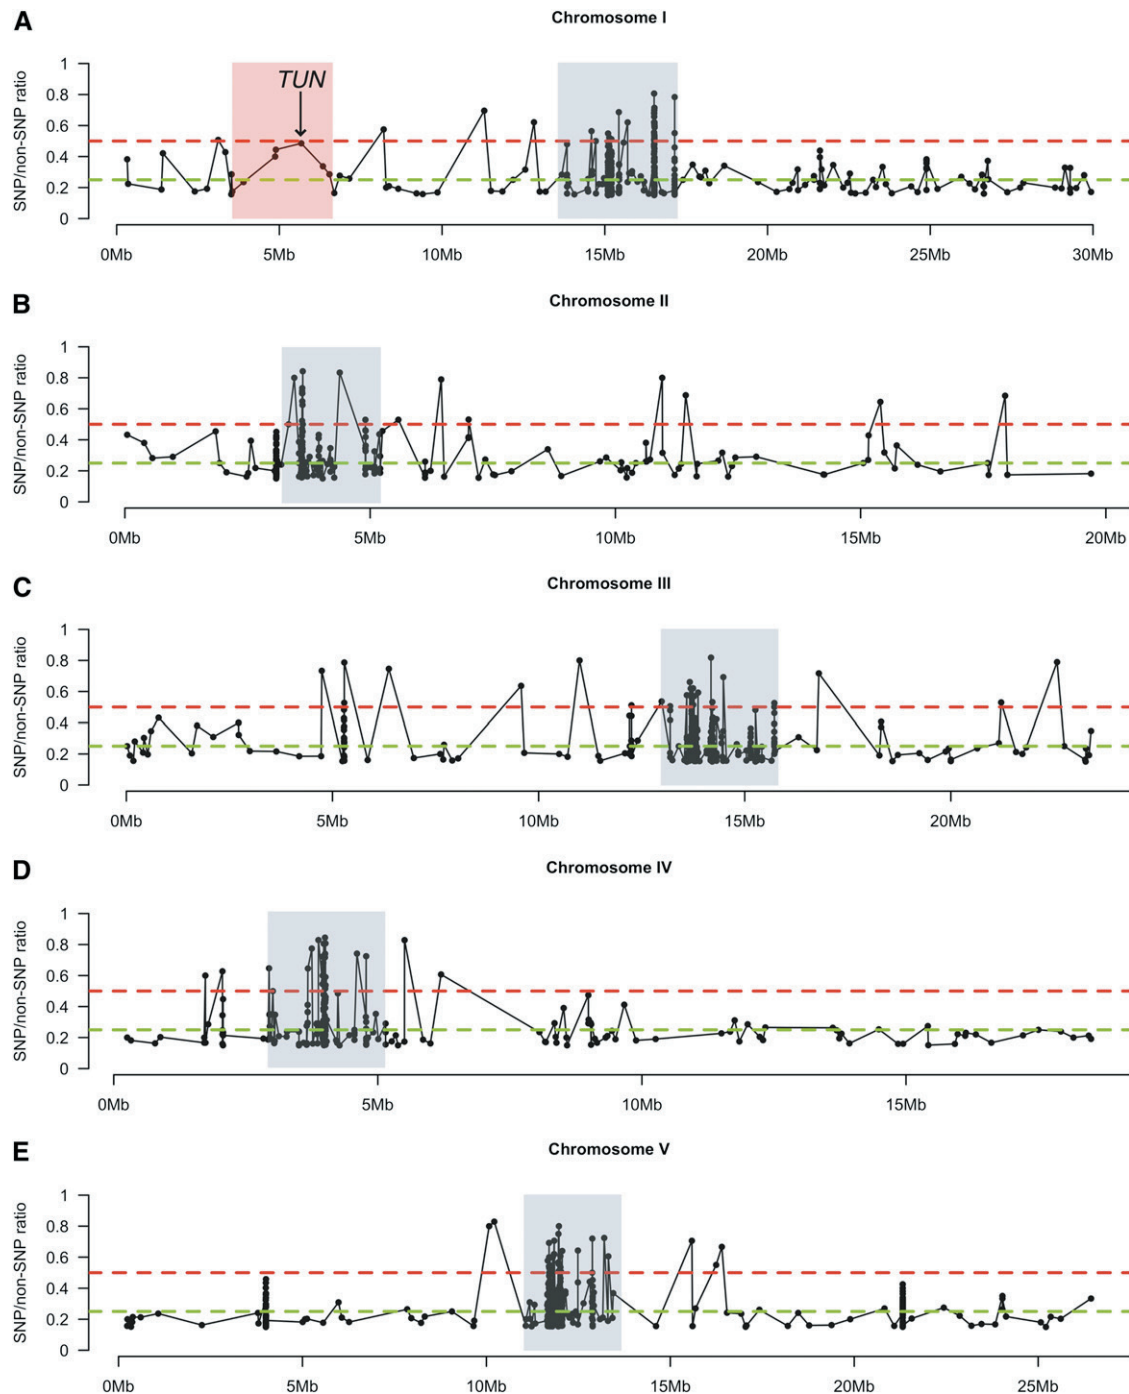 A
Chromosome I
SNP/non-SNP ratio
1
0.8
0.6
0.4
0.2
0
TUN
0Mb 5Mb 10Mb 15Mb 20Mb 25Mb 30Mb
B
Chromosome II
SNP/non-SNP ratio
1
0.8
0.6
0.4
0.2
0
0Mb 5Mb 10Mb 15Mb 20Mb
C
Chromosome III
SNP/non-SNP ratio
1
0.8
0.6
0.4
0.2
0
0Mb 5Mb 10Mb 15Mb 20Mb
D
Chromosome IV
SNP/non-SNP ratio
1
0.8
0.6
0.4
0.2
0
0Mb 5Mb 10Mb 15Mb
E
Chromosome V
SNP/non-SNP ratio
1
0.8
0.6
0.4
0.2
0
0Mb 5Mb 10Mb 15Mb 20Mb 25Mb